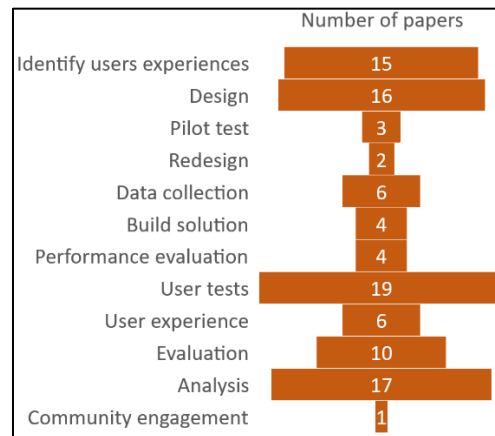 Number of papers
Identify users experiences 15
Design 16
Pilot test 3
Redesign 2
Data collection 6
Build solution 4
Performance evaluation 4
User tests 19
User experience 6
Evaluation 10
Analysis 17
Community engagement 1